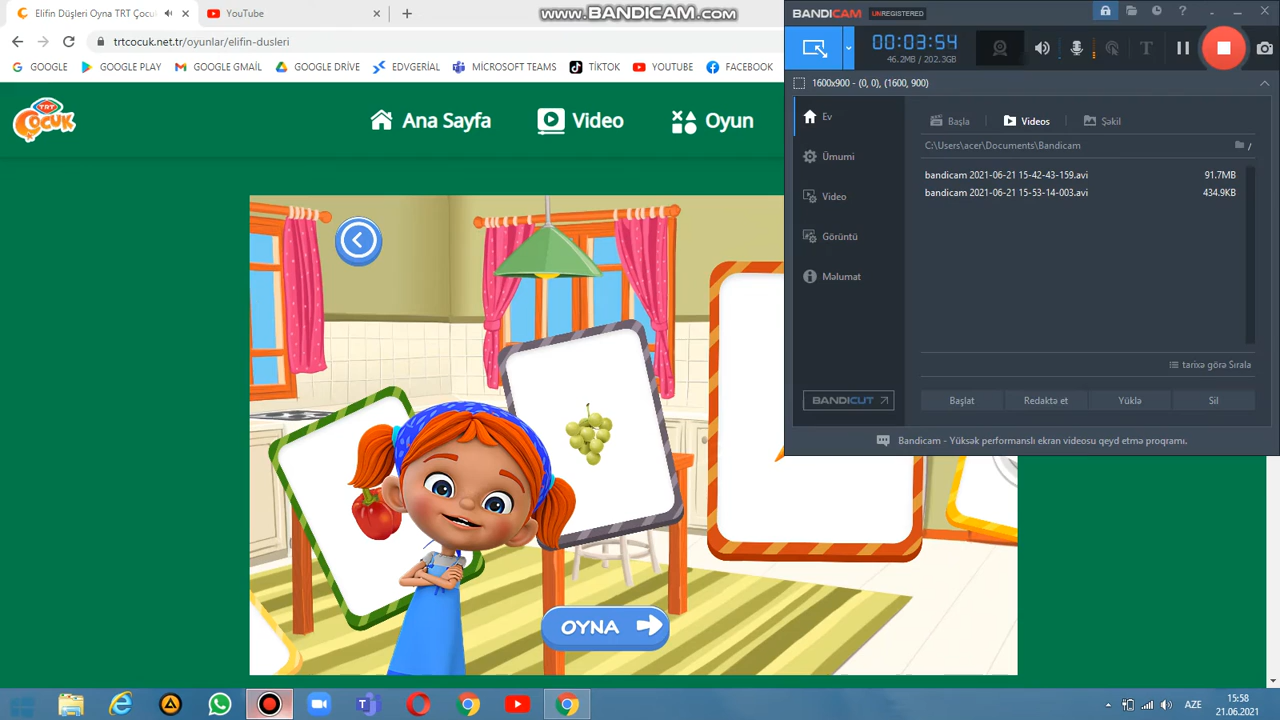 Elifin Düşleri Oyna TRT Çocul
YouTube
www.BANDICAM.com
trtcocuk.net.tr/oyunlar/elifin-dusleri
GOOGLE
GOOGLE PLAY
GOOGLE GMAİL
GOOGLE DRİVE
EDVGERİAL
MİCROSOFT TEAMS
TİKTOK
YOUTUBE
FACEBOOK
TRT
ÇOCUK
Ana Sayfa
Video
Oyun
OYNA
BANDICAM
UNREGISTERED
00:03:54
46.2MB / 202.3GB
1600x900 - (0, 0), (1600, 900)
Ev
Ümumi
Video
Görüntü
Məlumat
BANDICUT
Başla
Videos
Şəkil
C:\Users\acer\Documents\Bandicam
bandicam 2021-06-21 15-42-43-159.avi 91.7MB
bandicam 2021-06-21 15-53-14-003.avi 434.9KB
tarixə görə Sırala
Başlat
Redaktə et
Yüklə
Sil
Bandicam - Yüksək performanslı ekran videosu qeyd etmə proqramı.
AZE
15:58
21.06.2021